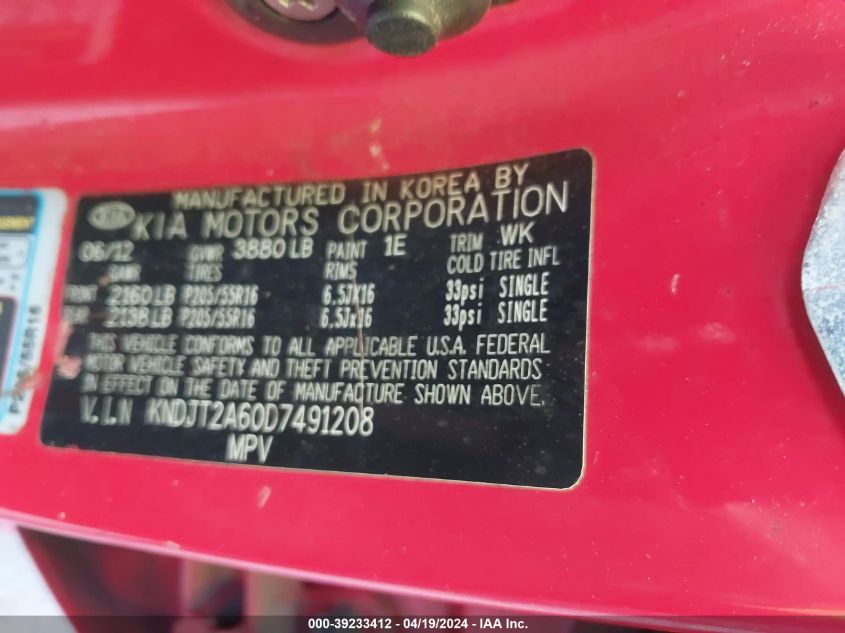 MANUFACTURED IN KOREA BY
KIA KIA MOTORS CORPORATION
06/12 GVWR 3880 LB PAINT 1E TRIM WK
GAWR TIRES RIMS COLD TIRE INFL
FRONT 2160 LB P205/55R16 6.5JX16 33psi SINGLE
REAR 2138 LB P205/55R16 6.5Jx16 33psi SINGLE
THIS VEHICLE CONFORMS TO ALL APPLICABLE U.S.A. FEDERAL
MOTOR VEHICLE SAFETY AND THEFT PREVENTION STANDARDS
IN EFFECT ON THE DATE OF MANUFACTURE SHOWN ABOVE.
V.I.N KNDJT2A60D7491208
MPV
000-39233412 - 04/19/2024 - IAA Inc.